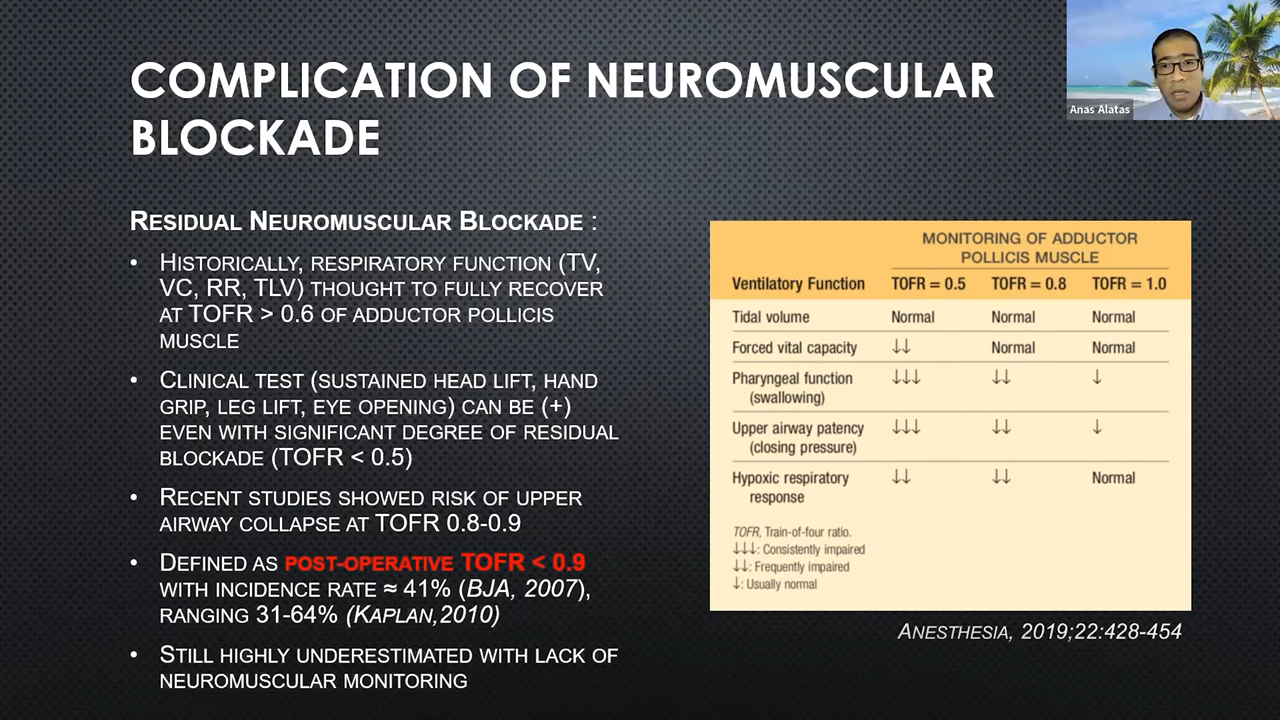 COMPLICATION OF NEUROMUSCULAR
BLOCKADE
Anas Alatas
RESIDUAL NEUROMUSCULAR BLOCKADE :
• HISTORICALLY, RESPIRATORY FUNCTION (TV,
VC, RR, TLV) THOUGHT TO FULLY RECOVER
AT TOFR > 0.6 OF ADDUCTOR POLLICIS
MUSCLE
• CLINICAL TEST (SUSTAINED HEAD LIFT, HAND
GRIP, LEG LIFT, EYE OPENING) CAN BE (+)
EVEN WITH SIGNIFICANT DEGREE OF RESIDUAL
BLOCKADE (TOFR < 0.5)
• RECENT STUDIES SHOWED RISK OF UPPER
AIRWAY COLLAPSE AT TOFR 0.8-0.9
• DEFINED AS POST-OPERATIVE TOFR < 0.9
WITH INCIDENCE RATE ≈ 41% (BJA, 2007),
RANGING 31-64% (KAPLAN,2010)
• STILL HIGHLY UNDERESTIMATED WITH LACK OF
NEUROMUSCULAR MONITORING
MONITORING OF ADDUCTOR
POLLICIS MUSCLE
Ventilatory Function TOFR = 0.5 TOFR = 0.8 TOFR = 1.0
Tidal volume Normal Normal Normal
Forced vital capacity ↓↓ Normal Normal
Pharyngeal function ↓↓↓ ↓↓ ↓
(swallowing)
Upper airway patency ↓↓↓ ↓↓ ↓
(closing pressure)
Hypoxic respiratory ↓↓ ↓↓ Normal
response
TOFR, Train-of-four ratio.
↓↓↓: Consistently impaired
↓↓: Frequently impaired
↓: Usually normal
ANESTHESIA, 2019;22:428-454